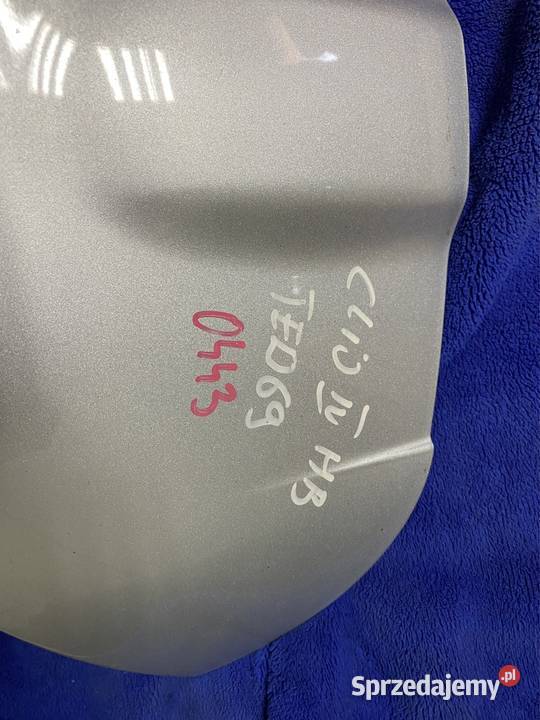 CLIO IV HB
TED69
0443
Sprzedajemy.pl